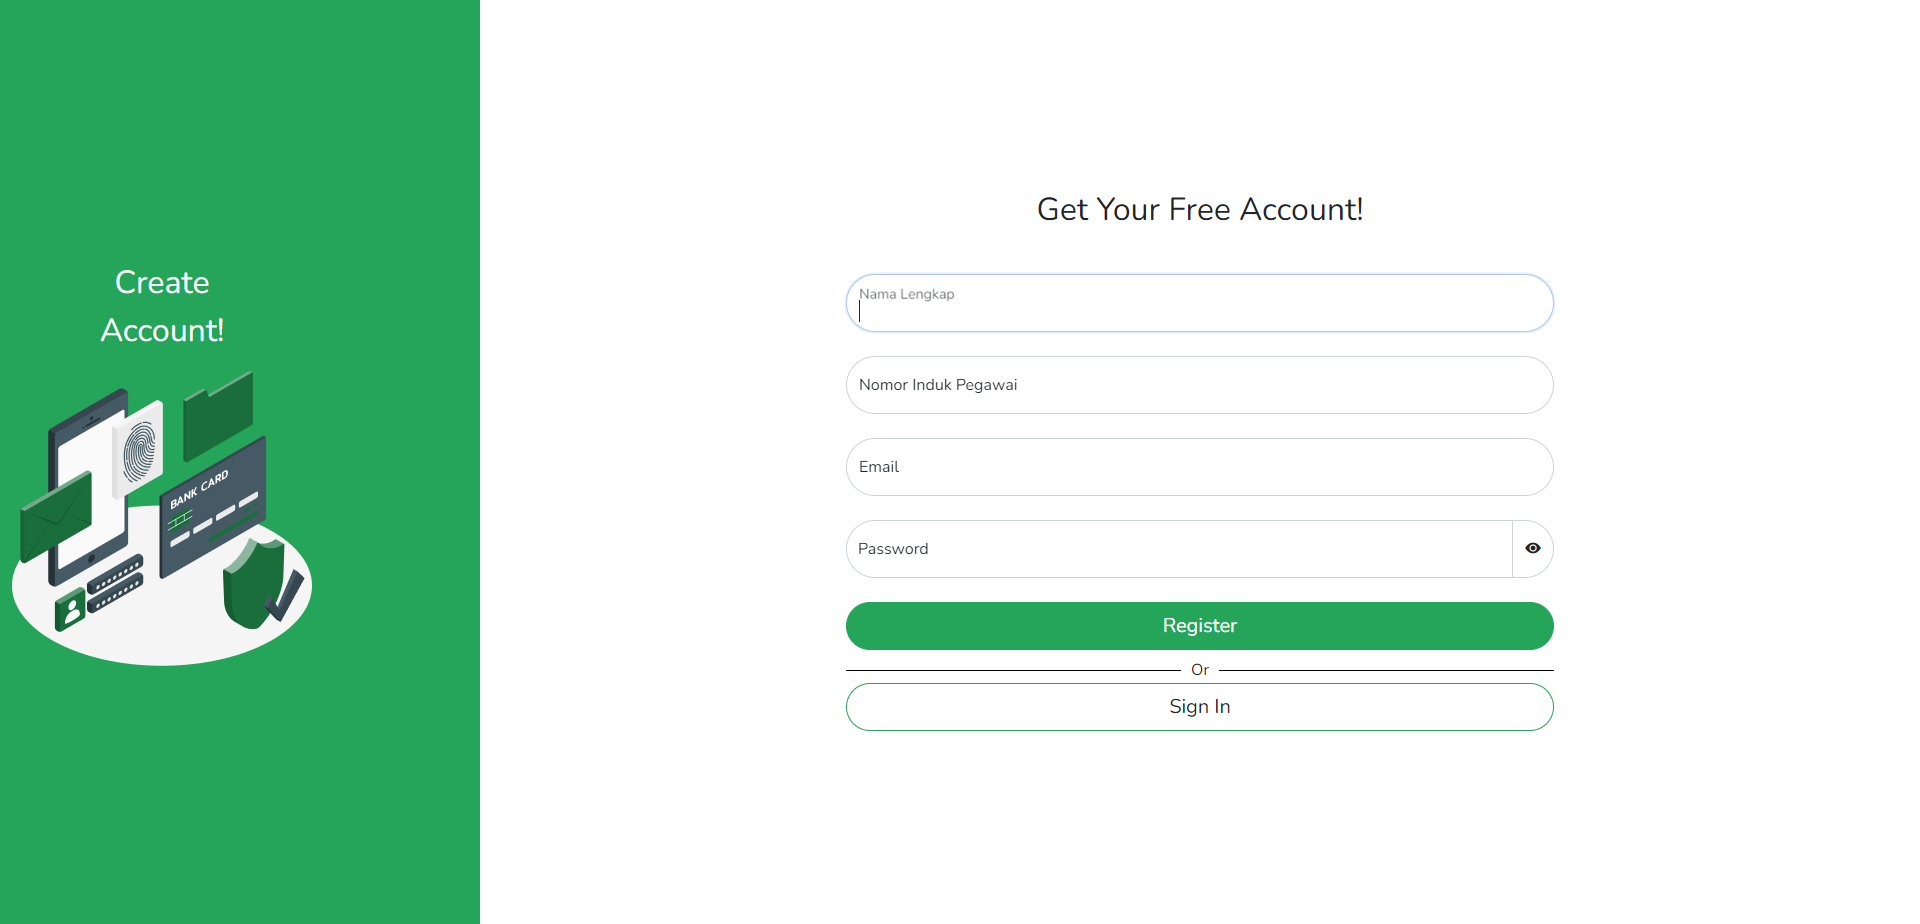 Create
Account!
BANK CARD
Get Your Free Account!
Nama Lengkap
Nomor Induk Pegawai
Email
Password
Register
Or
Sign In